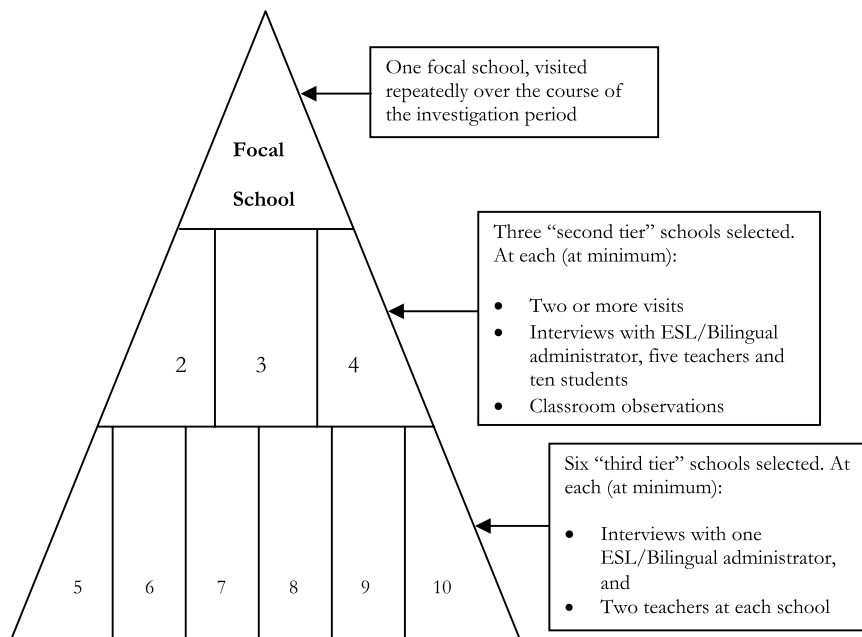 One focal school, visited
repeatedly over the course of
the investigation period
Focal
School
Three “second tier” schools selected.
At each (at minimum):
• Two or more visits
• Interviews with ESL/Bilingual
administrator, five teachers and
ten students
• Classroom observations
2 3 4
Six “third tier” schools selected. At
each (at minimum):
• Interviews with one
ESL/Bilingual administrator,
and
• Two teachers at each school
5 6 7 8 9 10